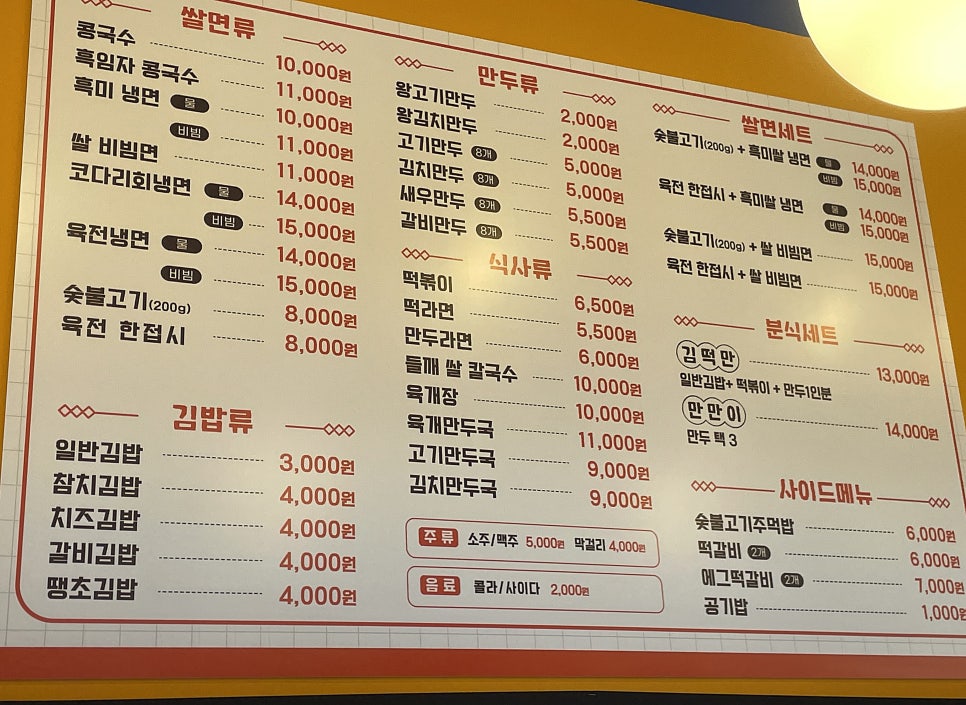 쌀면류
콩국수 10,000원
흑임자 콩국수 11,000원
흑미 냉면 물 10,000원
비빔 11,000원
쌀 비빔면 11,000원
코다리회냉면 물 14,000원
비빔 15,000원
육전냉면 물 14,000원
비빔 15,000원
숯불고기(200g) 8,000원
육전 한접시 8,000원
김밥류
일반김밥 3,000원
참치김밥 4,000원
치즈김밥 4,000원
갈비김밥 4,000원
땡초김밥 4,000원
만두류
왕고기만두 2,000원
왕김치만두 2,000원
고기만두 8개 5,000원
김치만두 8개 5,000원
새우만두 8개 5,500원
갈비만두 8개 5,500원
식사류
떡볶이 6,500원
떡라면 5,500원
만두라면 6,000원
들깨 쌀 칼국수 10,000원
육개장 10,000원
육개만두국 11,000원
고기만두국 9,000원
김치만두국 9,000원
주류 소주/맥주 5,000원 막걸리 4,000원
음료 콜라/사이다 2,000원
쌀면세트
숯불고기(200g) + 흑미쌀 냉면 물 14,000원
비빔 15,000원
육전 한접시 + 흑미쌀 냉면 물 14,000원
비빔 15,000원
숯불고기(200g) + 쌀 비빔면 15,000원
육전 한접시 + 쌀 비빔면 15,000원
분식세트
김떡만 13,000원
일반김밥+ 떡볶이 + 만두1인분
만만이 14,000원
만두 택 3
사이드메뉴
숯불고기주먹밥 6,000원
떡갈비 2개 6,000원
에그떡갈비 2개 7,000원
공기밥 1,000원